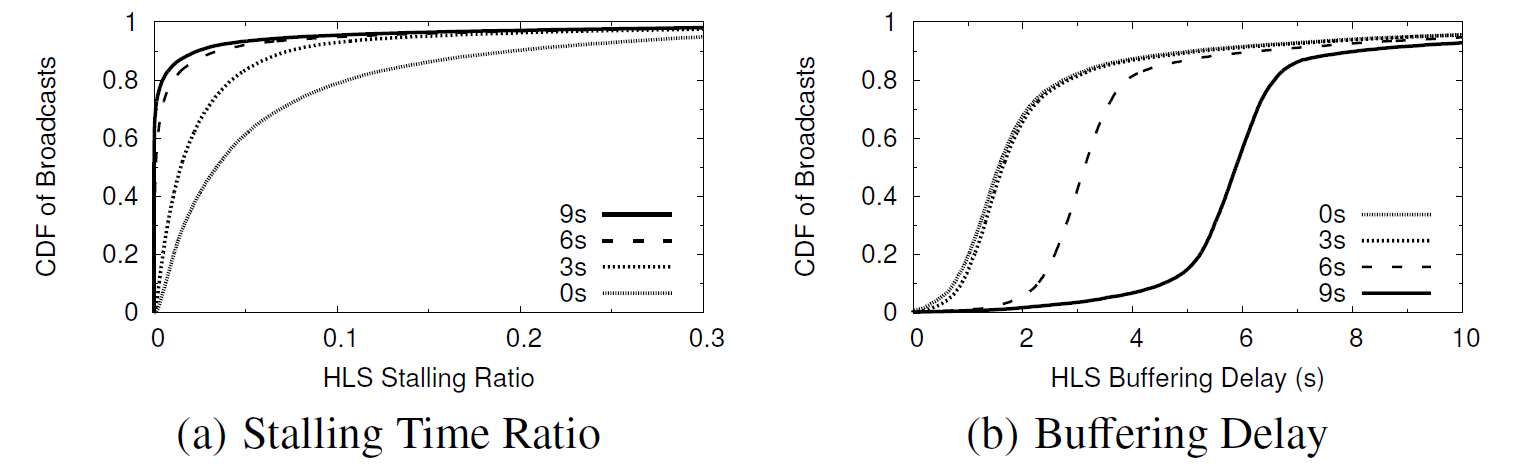 CDF of Broadcasts
1
0.8
0.6
0.4
0.2
0
9s
6s
3s
0s
0 0.1 0.2 0.3
HLS Stalling Ratio
(a) Stalling Time Ratio
CDF of Broadcasts
1
0.8
0.6
0.4
0.2
0
0s
3s
6s
9s
0 2 4 6 8 10
HLS Buffering Delay (s)
(b) Buffering Delay